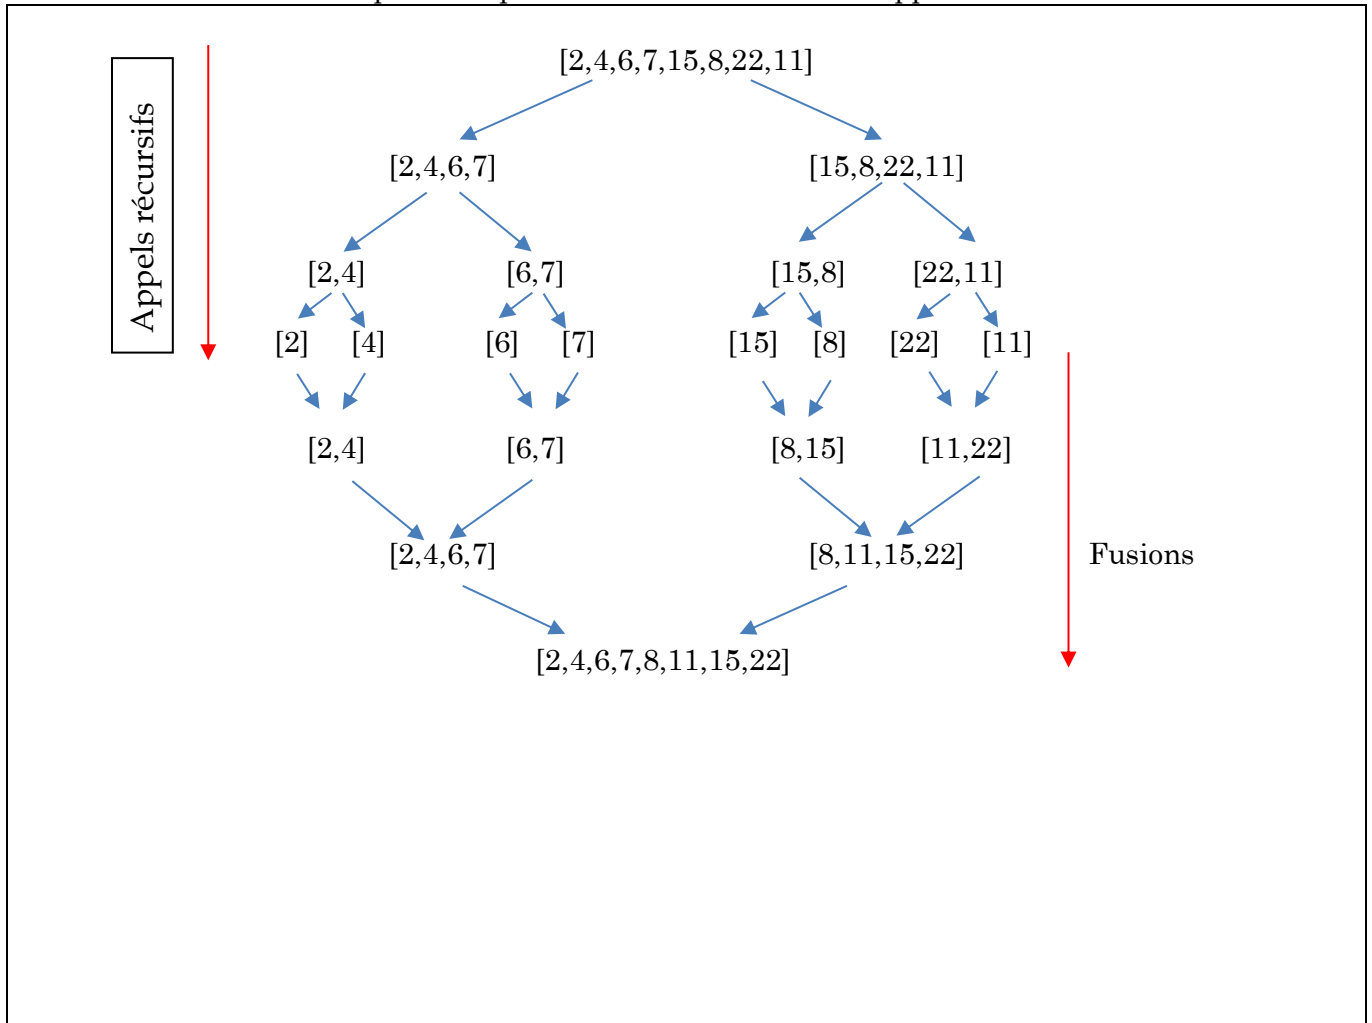 [2,4,6,7,15,8,22,11]
Appels récursifs
[2,4,6,7] [15,8,22,11]
[2,4] [6,7] [15,8] [22,11]
[2] [4] [6] [7] [15] [8] [22] [11]
[2,4] [6,7] [8,15] [11,22]
[2,4,6,7] [8,11,15,22] Fusions
[2,4,6,7,8,11,15,22]